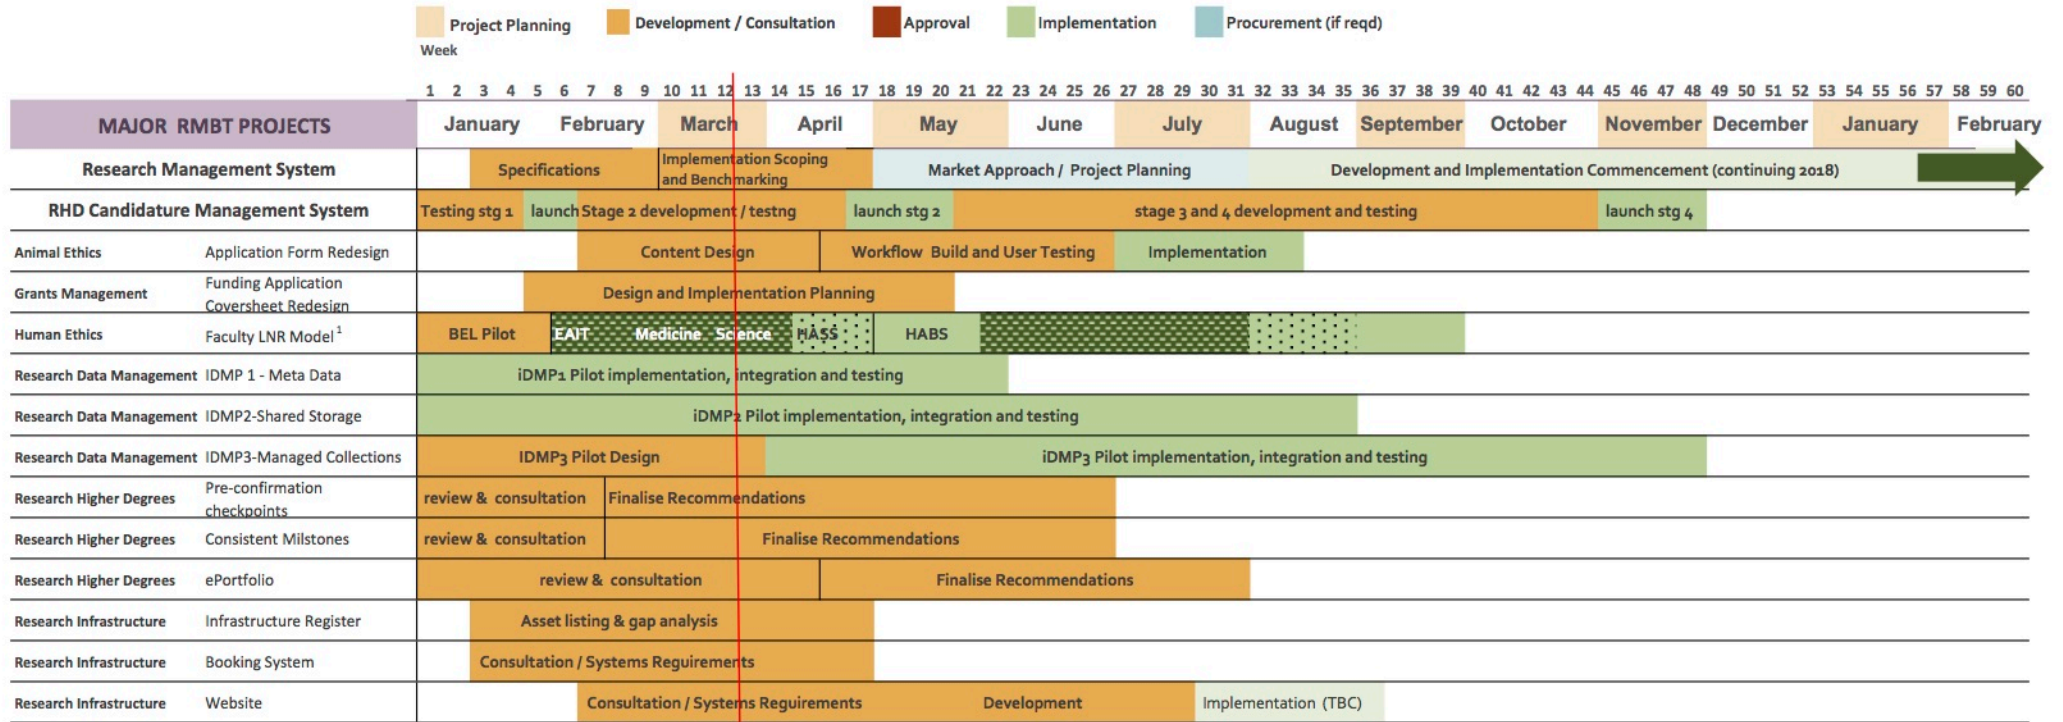 Project Planning Development / Consultation Approval Implementation Procurement (if reqd)
Week
1 2 3 4 5 6 7 8 9 10 11 12 13 14 15 16 17 18 19 20 21 22 23 24 25 26 27 28 29 30 31 32 33 34 35 36 37 38 39 40 41 42 43 44 45 46 47 48 49 50 51 52 53 54 55 56 57 58 59 60
MAJOR RMBT PROJECTS January February March April May June July August September October November December January February
Research Management System Specifications Implementation Scoping
and Benchmarking Market Approach / Project Planning Development and Implementation Commencement (continuing 2018)
RHD Candidature Management System Testing stg 1 launch Stage 2 development / testng launch stg 2 stage 3 and 4 development and testing launch stg 4
Animal Ethics Application Form Redesign Content Design Workflow Build and User Testing Implementation
Grants Management Funding Application
Coversheet Redesign Design and Implementation Planning
Human Ethics Faculty LNR Model 1 BEL Pilot EAIT Medicine Science HASS HABS
Research Data Management IDMP 1 - Meta Data iDMP1 Pilot implementation, integration and testing
Research Data Management IDMP2-Shared Storage iDMP2 Pilot implementation, integration and testing
Research Data Management IDMP3-Managed Collections IDMP3 Pilot Design iDMP3 Pilot implementation, integration and testing
Research Higher Degrees Pre-confirmation
checkpoints review & consultation Finalise Recommendations
Research Higher Degrees Consistent Milstones review & consultation Finalise Recommendations
Research Higher Degrees ePortfolio review & consultation Finalise Recommendations
Research Infrastructure Infrastructure Register Asset listing & gap analysis
Research Infrastructure Booking System Consultation / Systems Reguirements
Research Infrastructure Website Consultation / Systems Reguirements Development Implementation (TBC)